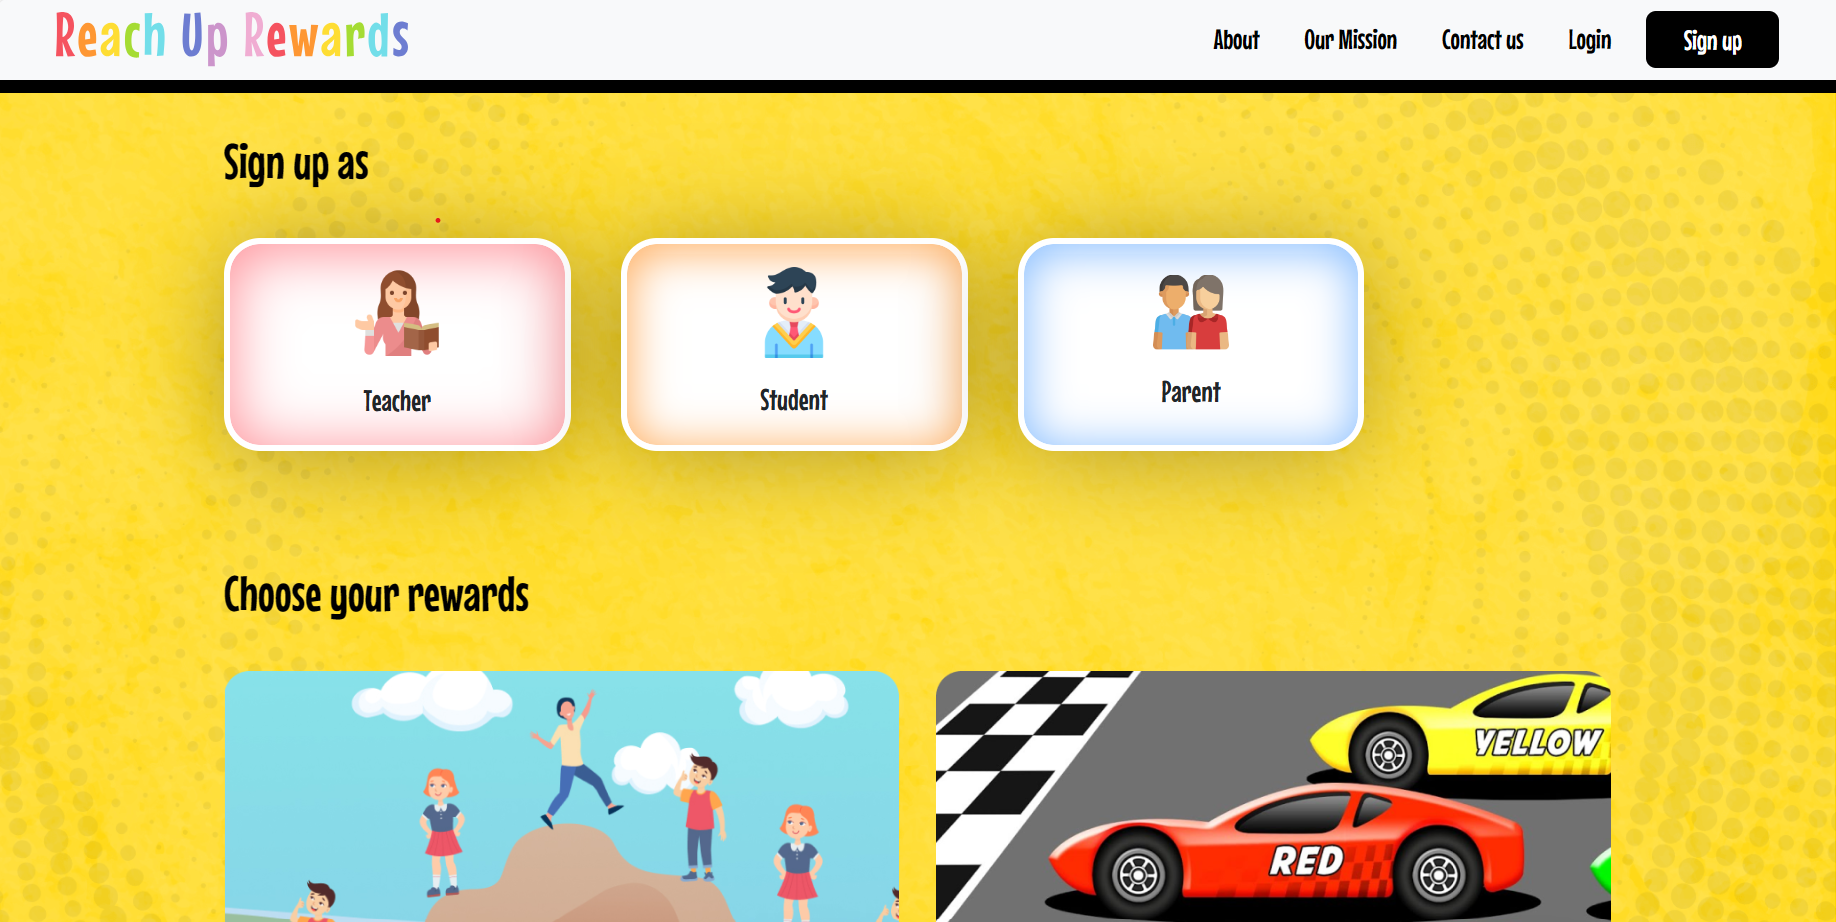 Reach Up Rewards
About
Our Mission
Contact us
Login
Sign up
Sign up as
Teacher
Student
Parent
Choose your rewards
YELLOW
RED